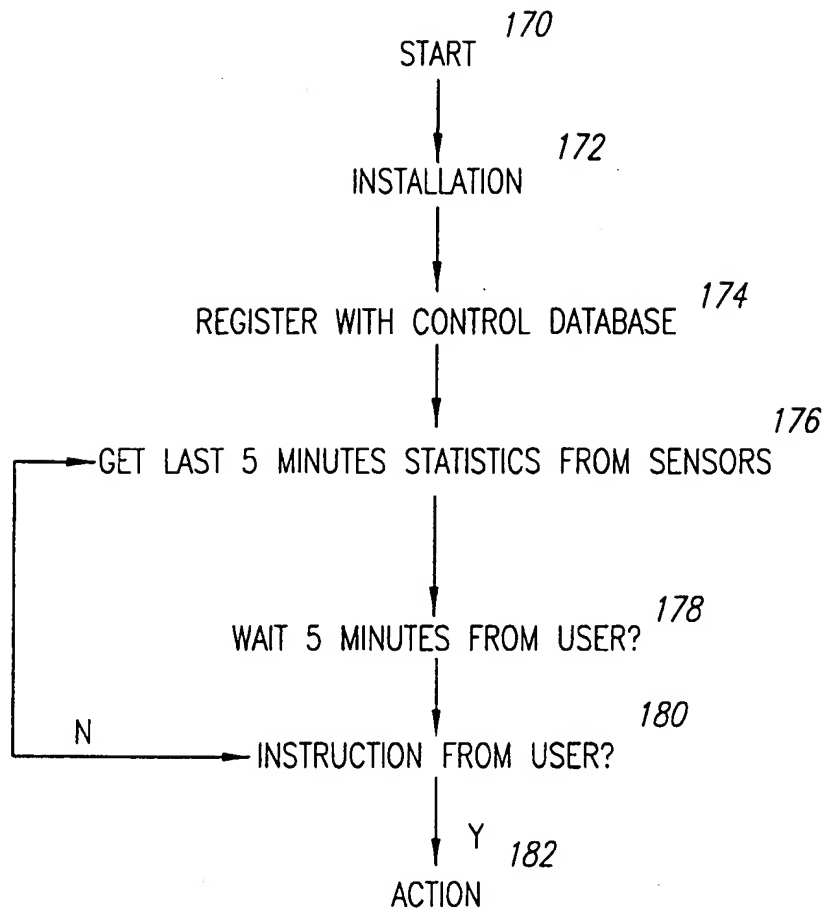 170
START
172
INSTALLATION
174
REGISTER WITH CONTROL DATABASE
176
GET LAST 5 MINUTES STATISTICS FROM SENSORS
178
WAIT 5 MINUTES FROM USER?
180
N
INSTRUCTION FROM USER?
Y
182
ACTION